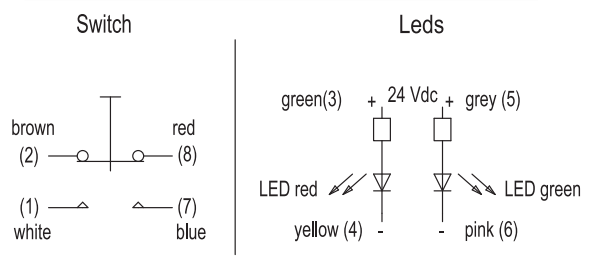 Switch
Leds
green(3) + 24 Vdc + grey (5)
brown
(2)
red
(8)
LED red
LED green
(1)
white
(7)
blue
yellow (4) - - pink (6)